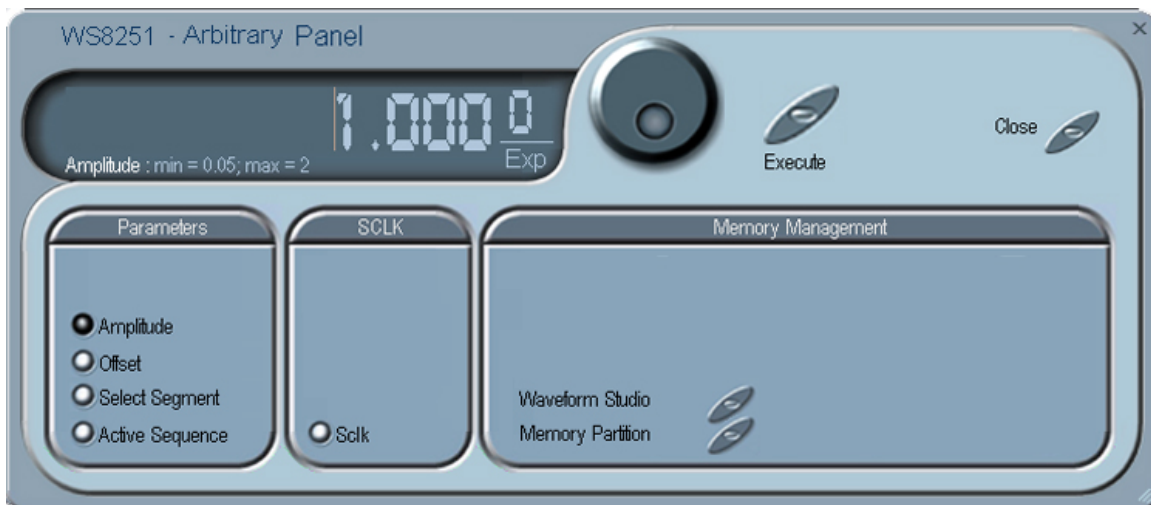 WS8251 - Arbitrary Panel
1.000 0
Exp
Amplitude : min = 0.05; max = 2
Execute
Close
Parameters
SCLK
Memory Management
Amplitude
Offset
Select Segment
Active Sequence
Sclk
Waveform Studio
Memory Partition